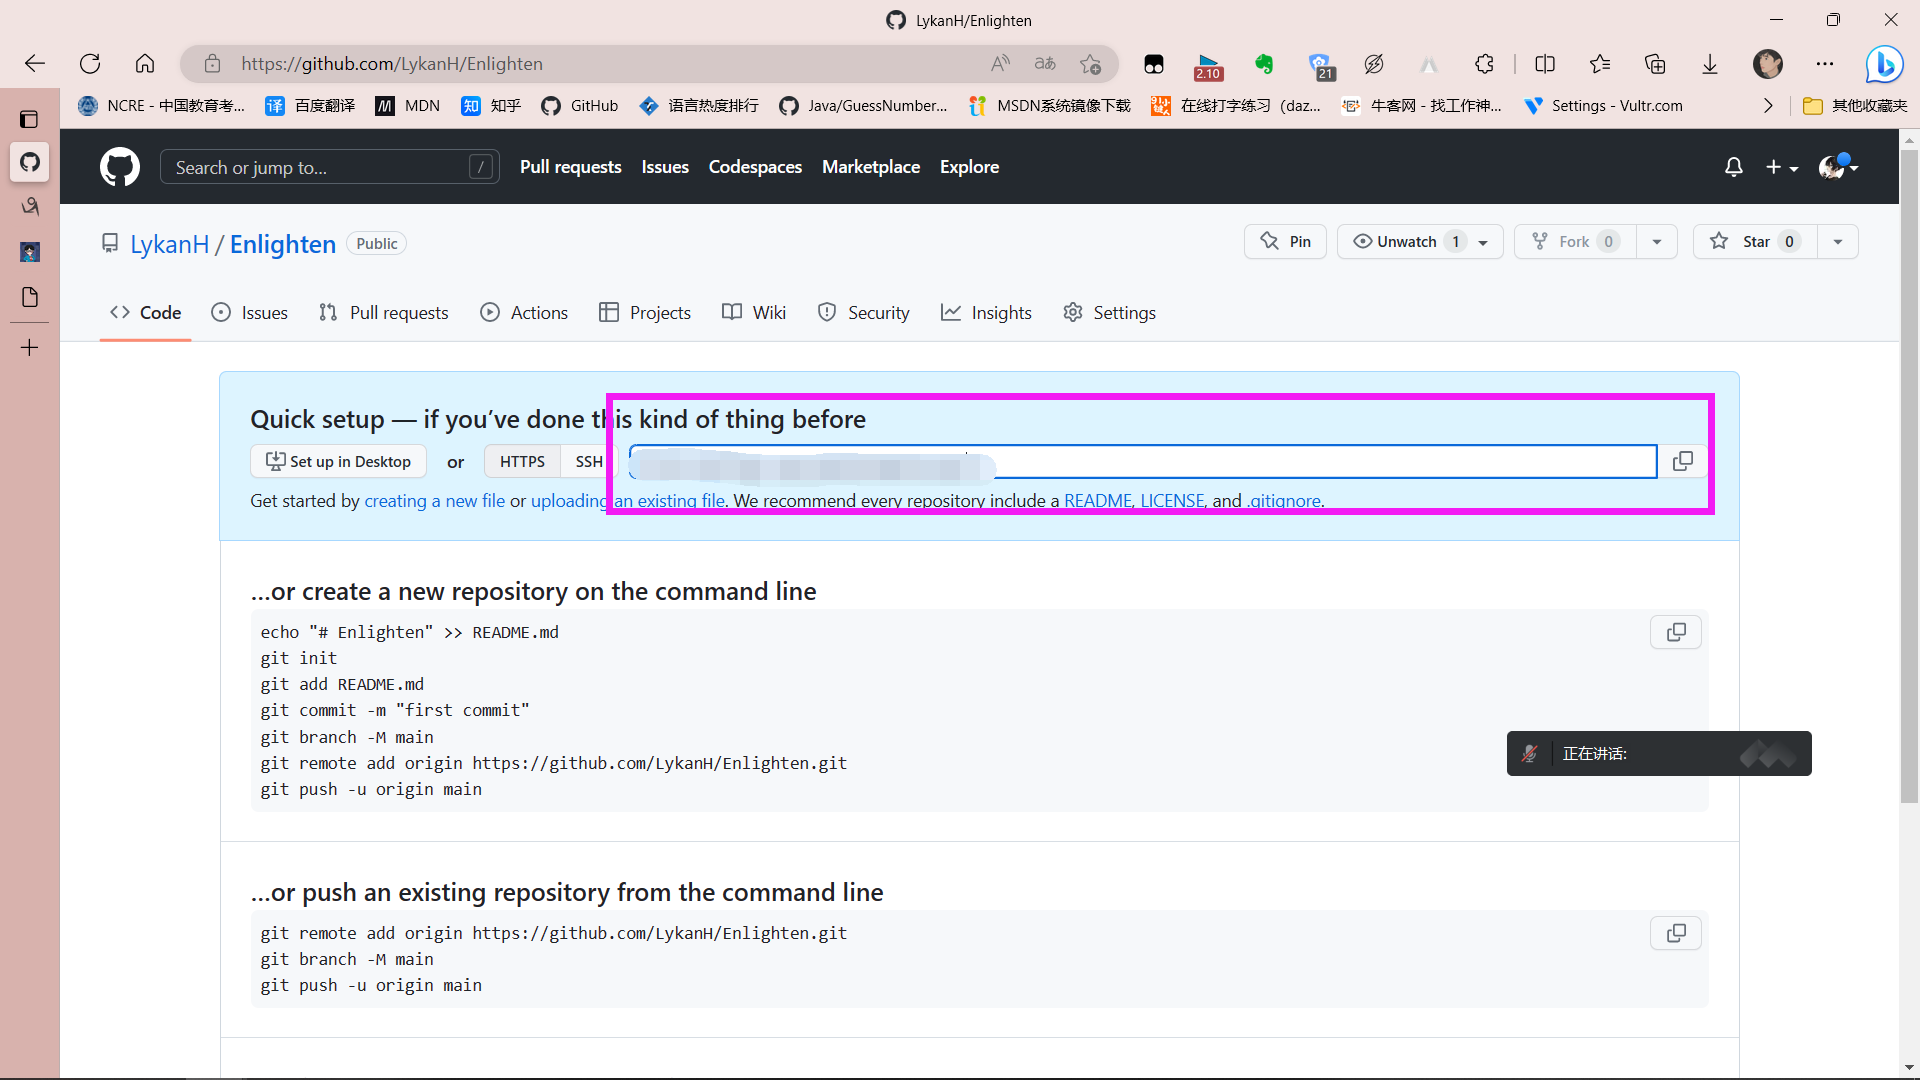 LykanH/Enlighten
https://github.com/LykanH/Enlighten
2.10
21
NCRE - 中国教育考...
译 百度翻译
M MDN
知 知乎
GitHub
语言热度排行
Java/GuessNumber...
MSDN系统镜像下载
在线打字练习（daz...
牛客网 - 找工作神...
Settings - Vultr.com
其他收藏夹
Search or jump to... /
Pull requests Issues Codespaces Marketplace Explore
LykanH / Enlighten Public
Pin
Unwatch 1
Fork 0
Star 0
Code Issues Pull requests Actions Projects Wiki Security Insights Settings
Quick setup — if you’ve done this kind of thing before
Set up in Desktop or HTTPS SSH
Get started by creating a new file or uploading an existing file. We recommend every repository include a README, LICENSE, and .gitignore.
…or create a new repository on the command line
echo "# Enlighten" >> README.md
git init
git add README.md
git commit -m "first commit"
git branch -M main
git remote add origin https://github.com/LykanH/Enlighten.git
git push -u origin main
正在讲话:
…or push an existing repository from the command line
git remote add origin https://github.com/LykanH/Enlighten.git
git branch -M main
git push -u origin main